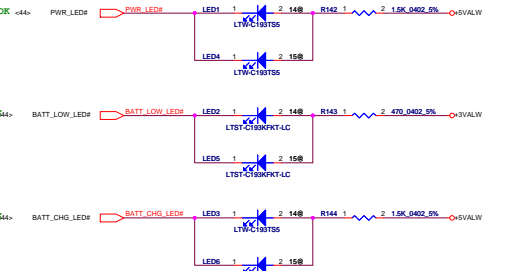 OK <44> PWR_LED# PWR_LED# LED1 1 2 14@ R142 1 2 1.5K_0402_5% +5VALW
LTW-C193TS5
LED4 1 2 15@
LTW-C193TS5
44> BATT_LOW_LED# BATT_LOW_LED# LED2 1 2 14@ R143 1 2 470_0402_5% +3VALW
LTST-C193KFKT-LC
LED5 1 2 15@
LTST-C193KFKT-LC
44> BATT_CHG_LED# BATT_CHG_LED# LED3 1 2 14@ R144 1 2 1.5K_0402_5% +5VALW
LTW-C193TS5
LED6 1 2 15@